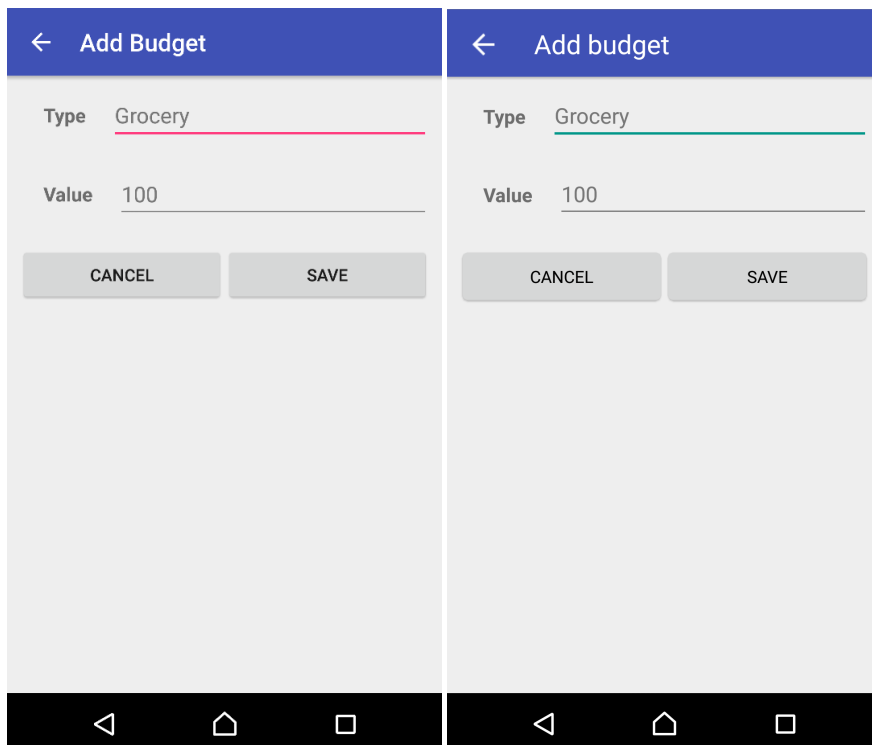 Add Budget
Type Grocery
Value 100
CANCEL SAVE
Add budget
Type Grocery
Value 100
CANCEL SAVE